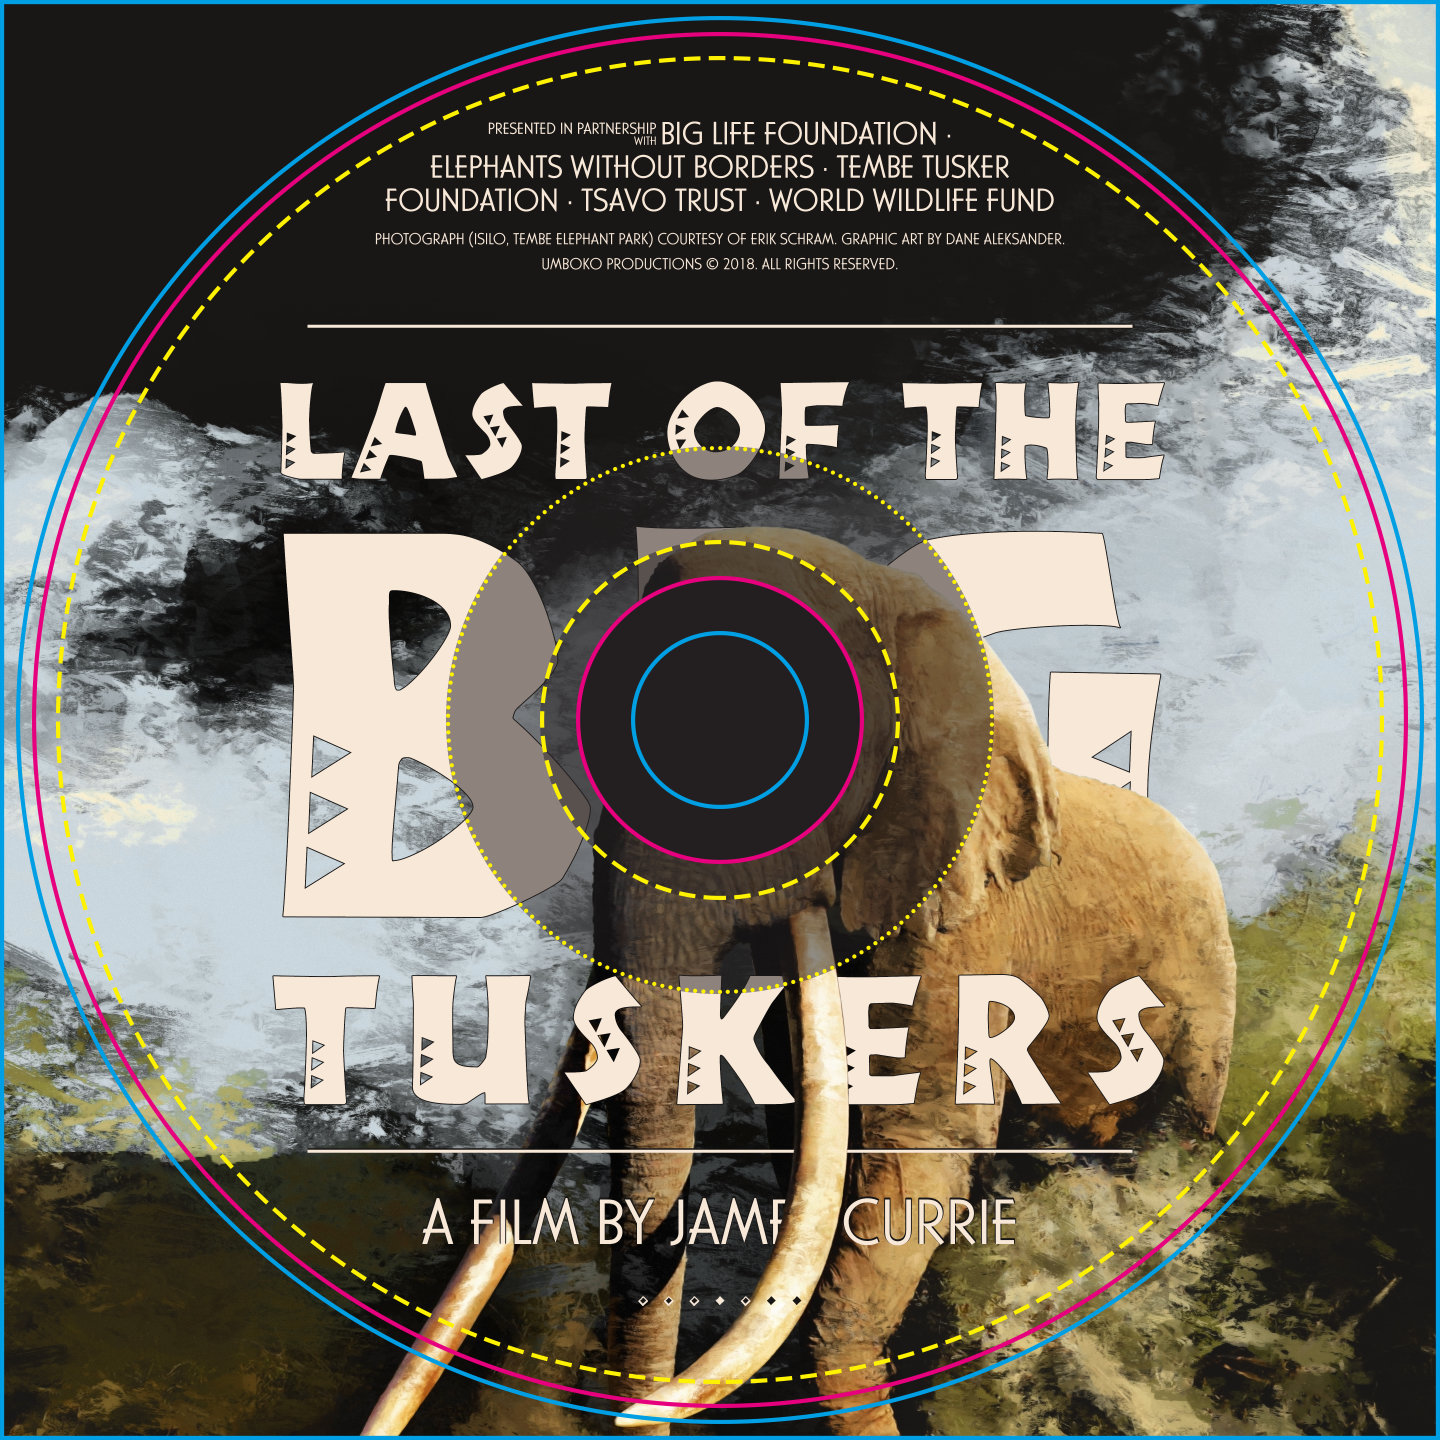 PRESENTED IN PARTNERSHIP WITH BIG LIFE FOUNDATION ·
ELEPHANTS WITHOUT BORDERS · TEMBE TUSKER
FOUNDATION · TSAVO TRUST · WORLD WILDLIFE FUND
PHOTOGRAPH (ISILO, TEMBE ELEPHANT PARK) COURTESY OF ERIK SCHRAM. GRAPHIC ART BY DANE ALEKSANDER.
UMBOKO PRODUCTIONS © 2018. ALL RIGHTS RESERVED.
LAST OF THE
BIG
TUSKERS
A FILM BY JAMES CURRIE